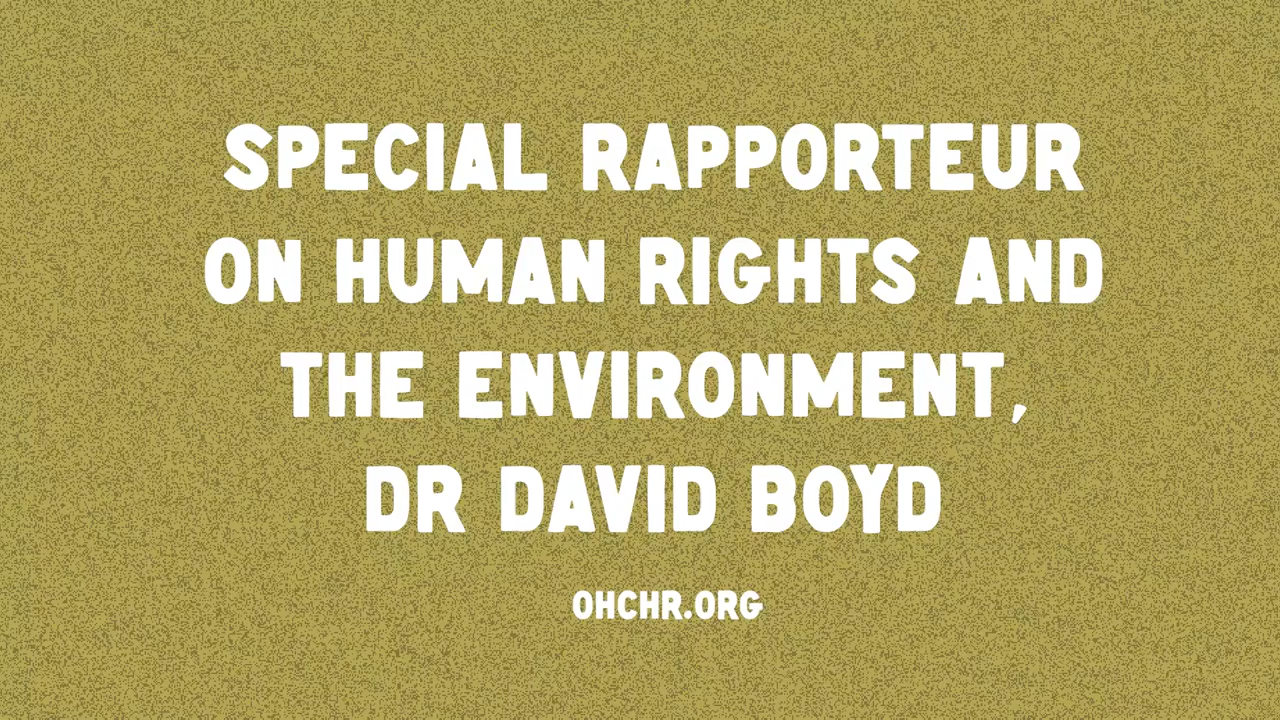 SPECIAL RAPPORTEUR
ON HUMAN RIGHTS AND
THE ENVIRONMENT,
DR DAVID BOYD
OHCHR.ORG